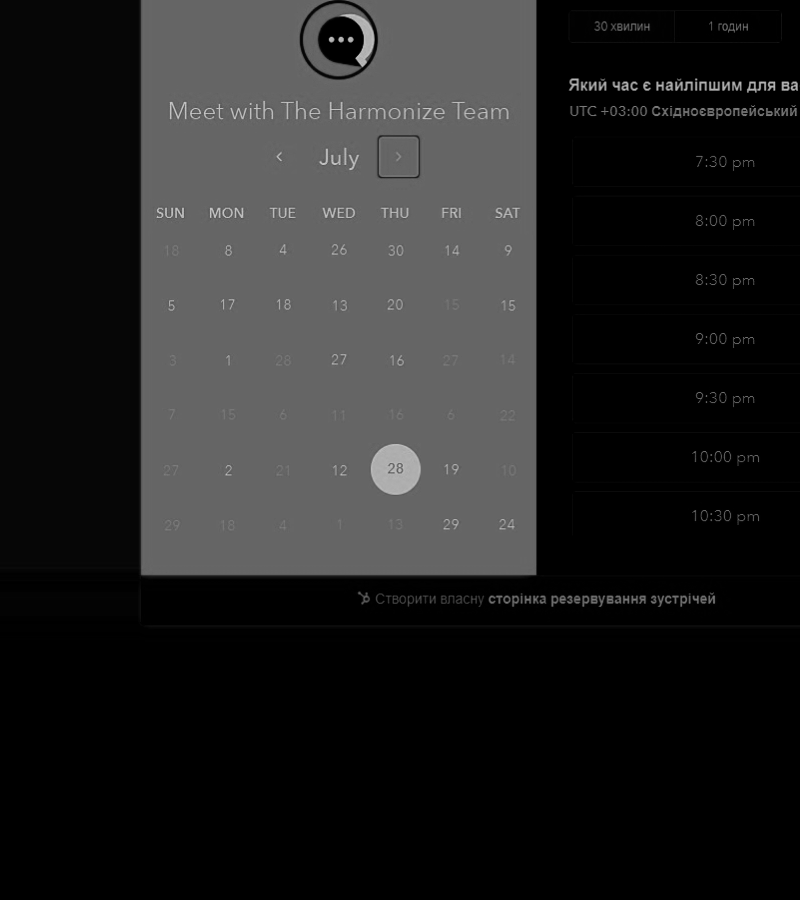 Meet with The Harmonize Team
July
SUN MON TUE WED THU FRI SAT
18 8 4 26 30 14 9
5 17 18 13 20 15 15
3 1 28 27 16 27 14
7 15 6 11 16 6 22
27 2 21 12 28 19 10
29 18 4 1 13 29 24
30 хвилин 1 годин
Який час є найліпшим для ва
UTC +03:00 Східноєвропейський
7:30 pm
8:00 pm
8:30 pm
9:00 pm
9:30 pm
10:00 pm
10:30 pm
Створити власну сторінка резервування зустрічей